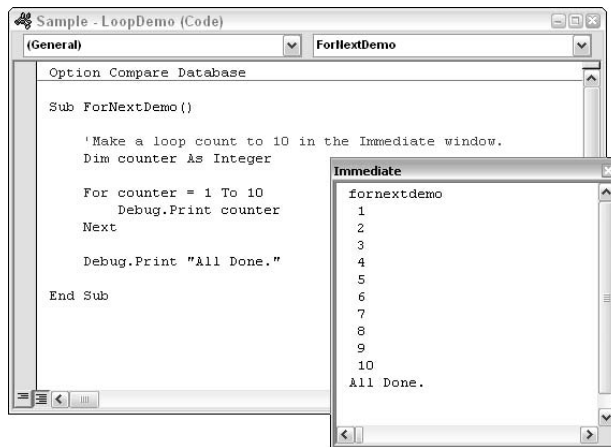 Sample - LoopDemo (Code)
(General)
ForNextDemo
Option Compare Database
Sub ForNextDemo()
'Make a loop count to 10 in the Immediate window.
Dim counter As Integer
For counter = 1 To 10
Debug.Print counter
Next
Debug.Print "All Done."
End Sub
Immediate
fornextdemo
1
2
3
4
5
6
7
8
9
10
All Done.